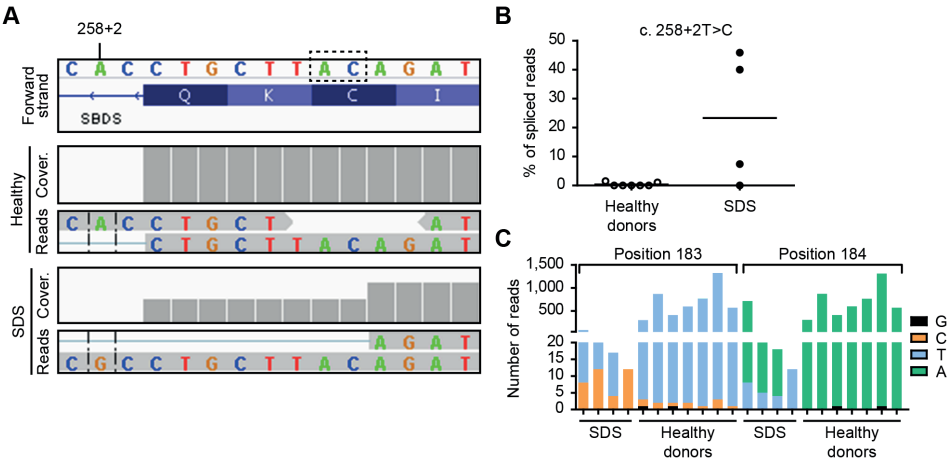 A
258+2
Forward strand
C A C C T G C T T A C A G A T
Q K C I
SBDS
Healthy
Cover.
Reads
C A C C T G C T A T
C T G C T T A C A G A T
SDS
Cover.
Reads
A G A T
C G C C T G C T T A C A G A T
B
c. 258+2T>C
% of spliced reads
50
40
30
20
10
0
Healthy donors
SDS
C
Position 183 Position 184
Number of reads
1,500
1,000
500
20
15
10
5
0
SDS Healthy donors SDS Healthy donors
G
C
T
A